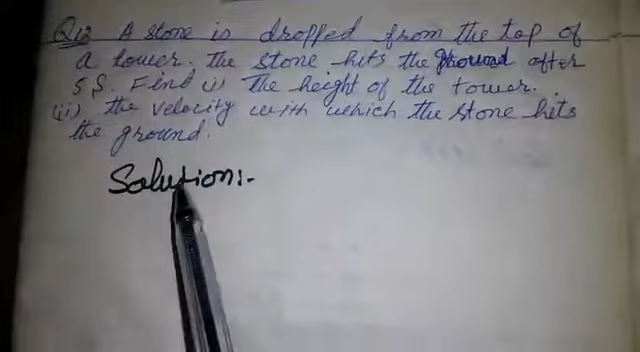 Q12 A stone is dropped from the top of
a tower. The stone hits the ground after
5 S. Find (i) The height of the tower.
(ii) the velocity with which the stone hits
the ground.
Solution:-